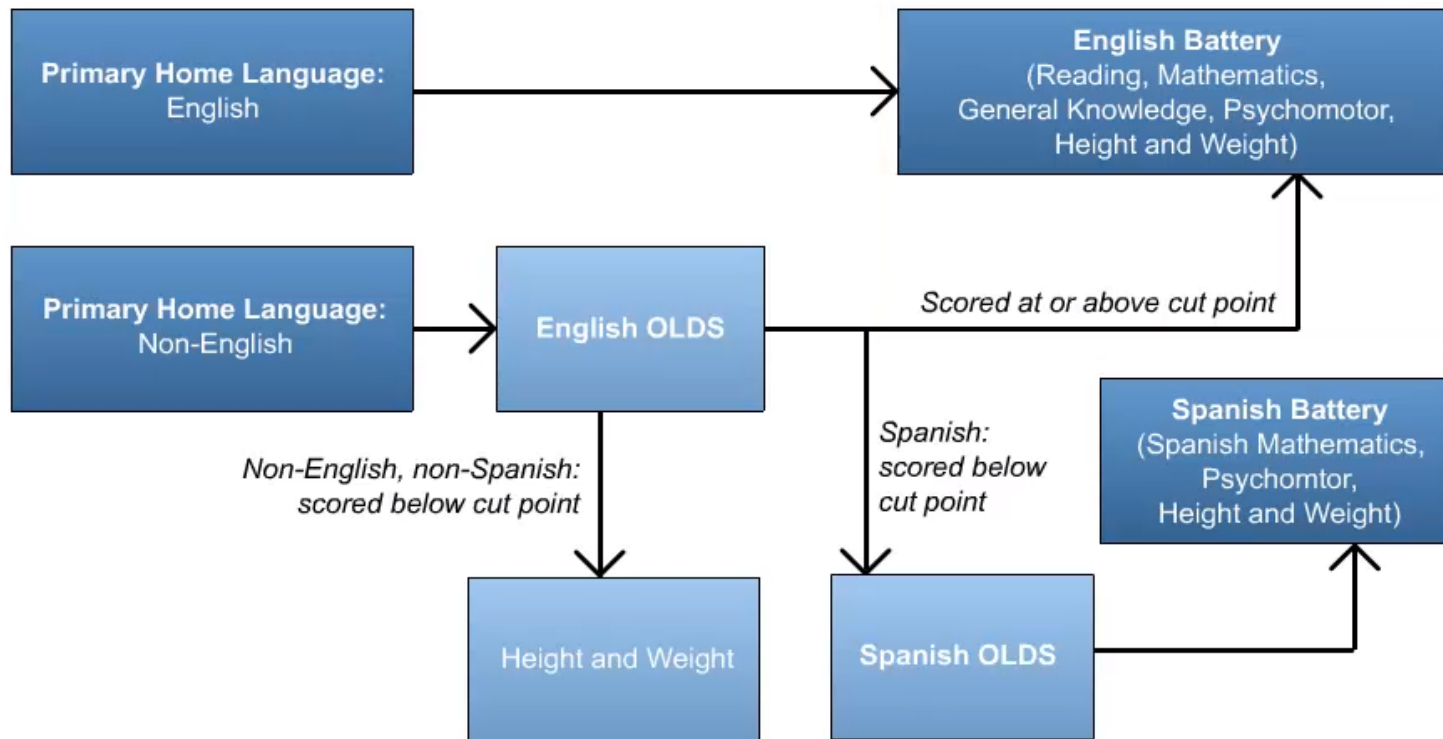 Primary Home Language:
English
English Battery
(Reading, Mathematics,
General Knowledge, Psychomotor,
Height and Weight)
Primary Home Language:
Non-English
English OLDS
Scored at or above cut point
Non-English, non-Spanish:
scored below cut point
Spanish:
scored below
cut point
Spanish Battery
(Spanish Mathematics,
Psychomtor,
Height and Weight)
Height and Weight
Spanish OLDS